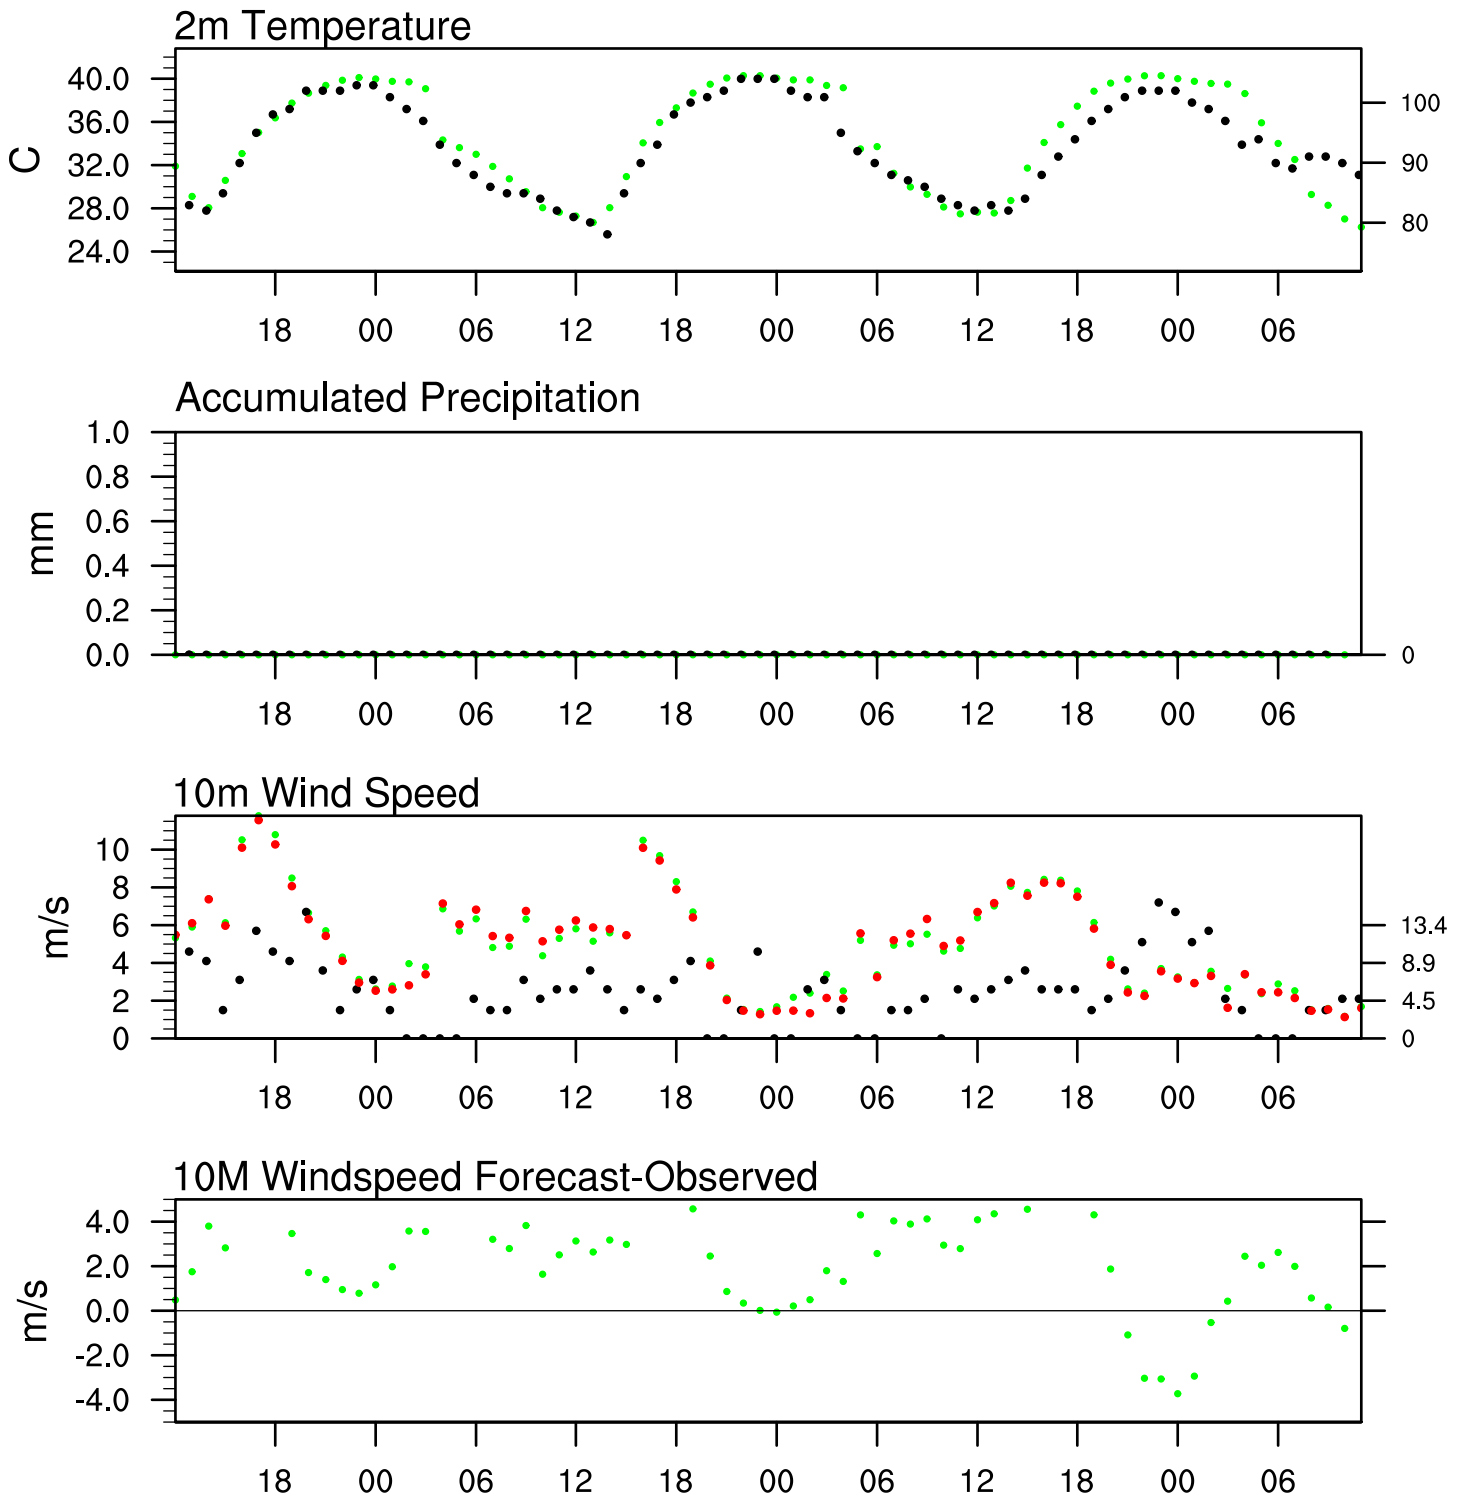 2m Temperature
40.0
36.0
32.0
28.0
24.0
C
100
90
80
18 00 06 12 18 00 06 12 18 00 06
Accumulated Precipitation
1.0
0.8
0.6
0.4
0.2
0.0
mm
0
18 00 06 12 18 00 06 12 18 00 06
10m Wind Speed
10
8
6
4
2
0
m/s
13.4
8.9
4.5
0
18 00 06 12 18 00 06 12 18 00 06
10M Windspeed Forecast-Observed
4.0
2.0
0.0
-2.0
-4.0
m/s
18 00 06 12 18 00 06 12 18 00 06